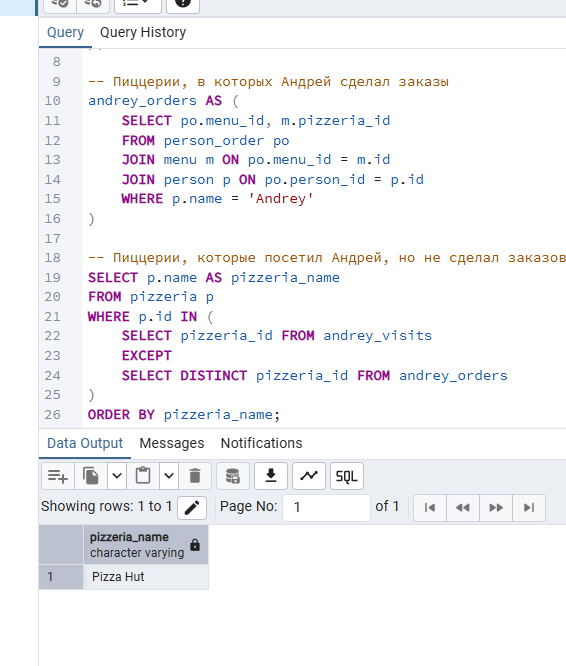 Query Query History
8
9 -- Пиццерии, в которых Андрей сделал заказы
10 andrey_orders AS (
11 SELECT po.menu_id, m.pizzeria_id
12 FROM person_order po
13 JOIN menu m ON po.menu_id = m.id
14 JOIN person p ON po.person_id = p.id
15 WHERE p.name = 'Andrey'
16 )
17
18 -- Пиццерии, которые посетил Андрей, но не сделал заказов
19 SELECT p.name AS pizzeria_name
20 FROM pizzeria p
21 WHERE p.id IN (
22 SELECT pizzeria_id FROM andrey_visits
23 EXCEPT
24 SELECT DISTINCT pizzeria_id FROM andrey_orders
25 )
26 ORDER BY pizzeria_name;
Data Output Messages Notifications
SQL
Showing rows: 1 to 1 Page No: 1 of 1
pizzeria_name
character varying
1 Pizza Hut